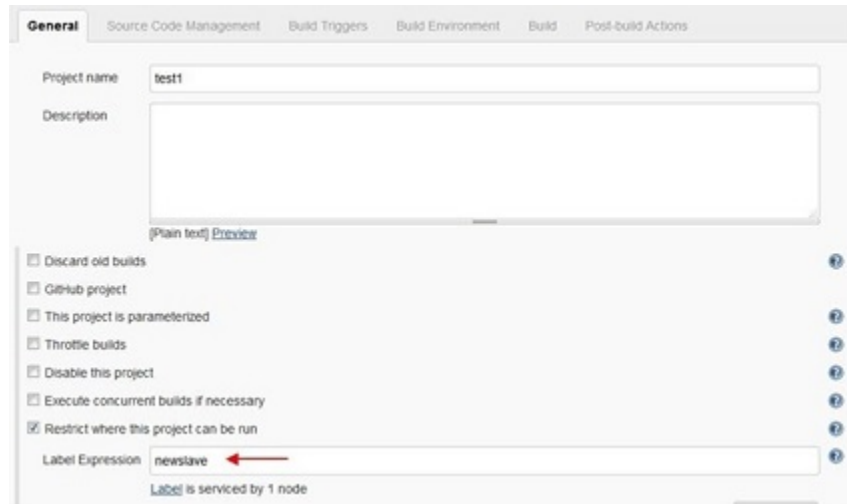 General Source Code Management Build Triggers Build Environment Build Post-build Actions
Project name test1
Description
[Plain text] Preview
Discard old builds
GitHub project
This project is parameterized
Throttle builds
Disable this project
Execute concurrent builds if necessary
Restrict where this project can be run
Label Expression newslave
Label is serviced by 1 node